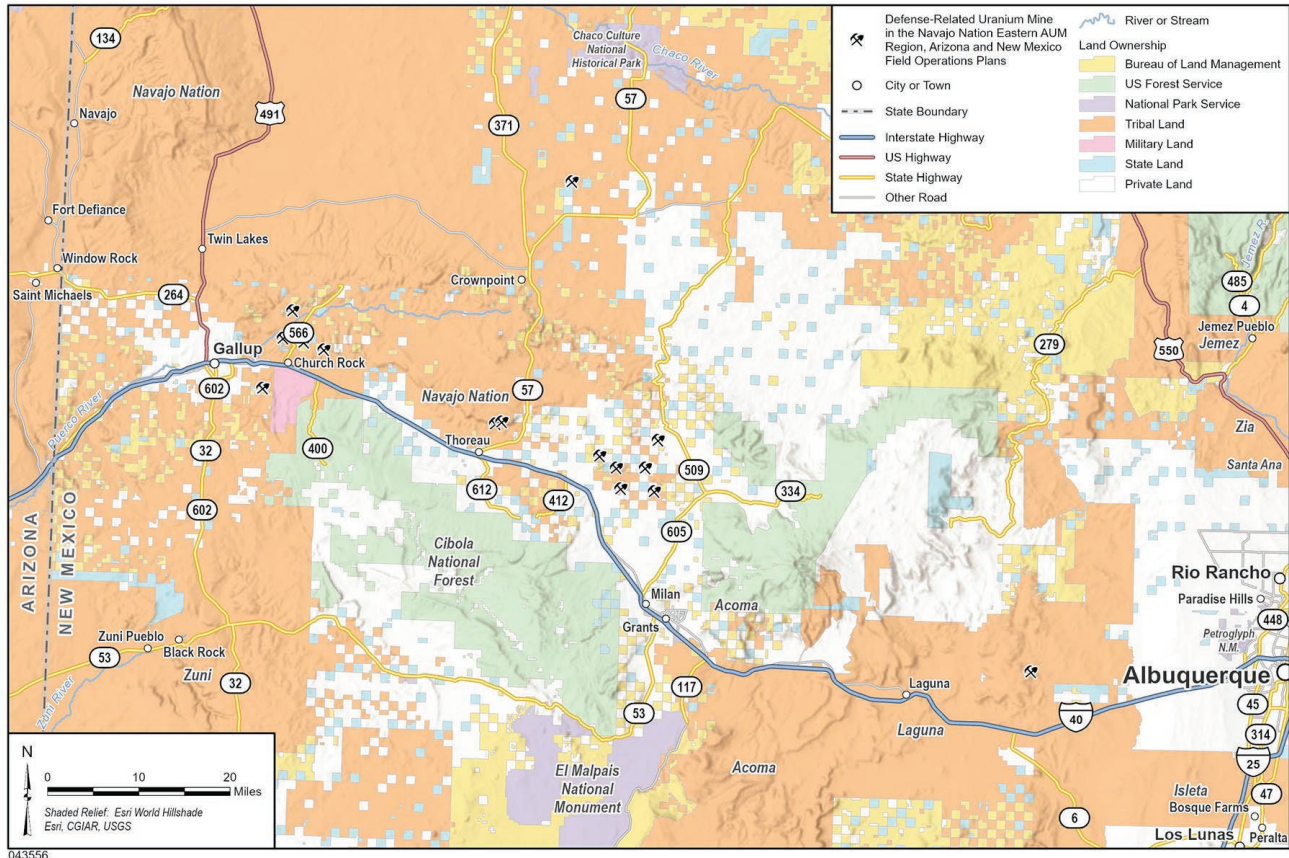 134
Navajo Nation
Navajo
491
371
Chaco Culture
National
Historical Park
Chaco River
57
Fort Defiance
Window Rock
Saint Michaels
Twin Lakes
264
Crownpoint
566
Gallup
Church Rock
602
Puerco River
Navajo Nation
57
32
400
Thoreau
602
612
412
509
334
605
279
485
4
Jemez Pueblo
Jemez
Jemez R
550
Zia
Santa Ana
ARIZONA
NEW MEXICO
Cibola
National
Forest
Milan
Grants
Acoma
Rio Rancho
Paradise Hills
448
Petroglyph
N.M.
Albuquerque
Zuni Pueblo
Black Rock
53
Zuni
32
Zuni River
117
53
Laguna
Laguna
40
45
314
25
47
El Malpais
National
Monument
Acoma
Isleta
Bosque Farms
6
Los Lunas
Peralta
Defense-Related Uranium Mine
in the Navajo Nation Eastern AUM
Region, Arizona and New Mexico
Field Operations Plans
City or Town
State Boundary
Interstate Highway
US Highway
State Highway
Other Road
River or Stream
Land Ownership
Bureau of Land Management
US Forest Service
National Park Service
Tribal Land
Military Land
State Land
Private Land
N
0 10 20
Miles
Shaded Relief: Esri World Hillshade
Esri, CGIAR, USGS
043556